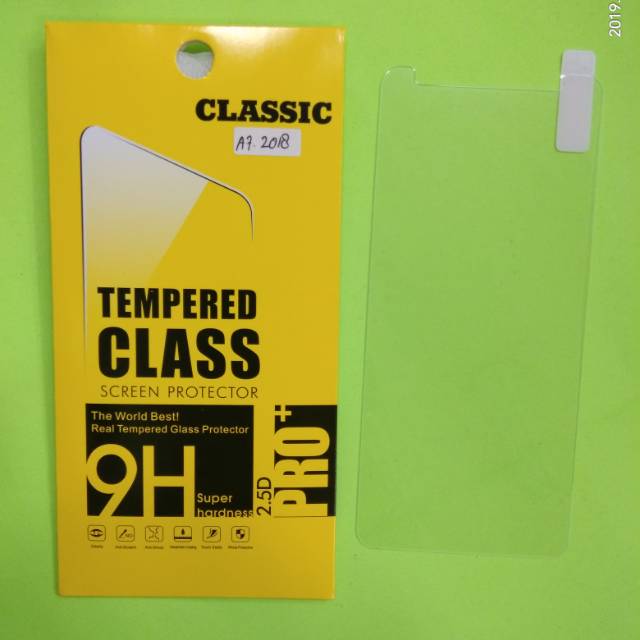 2019.
CLASSIC
A7. 2018
TEMPERED
CLASS
SCREEN PROTECTOR
The World Best!
Real Tempered Glass Protector
9H
Super
hardness
2.5D
PRO+